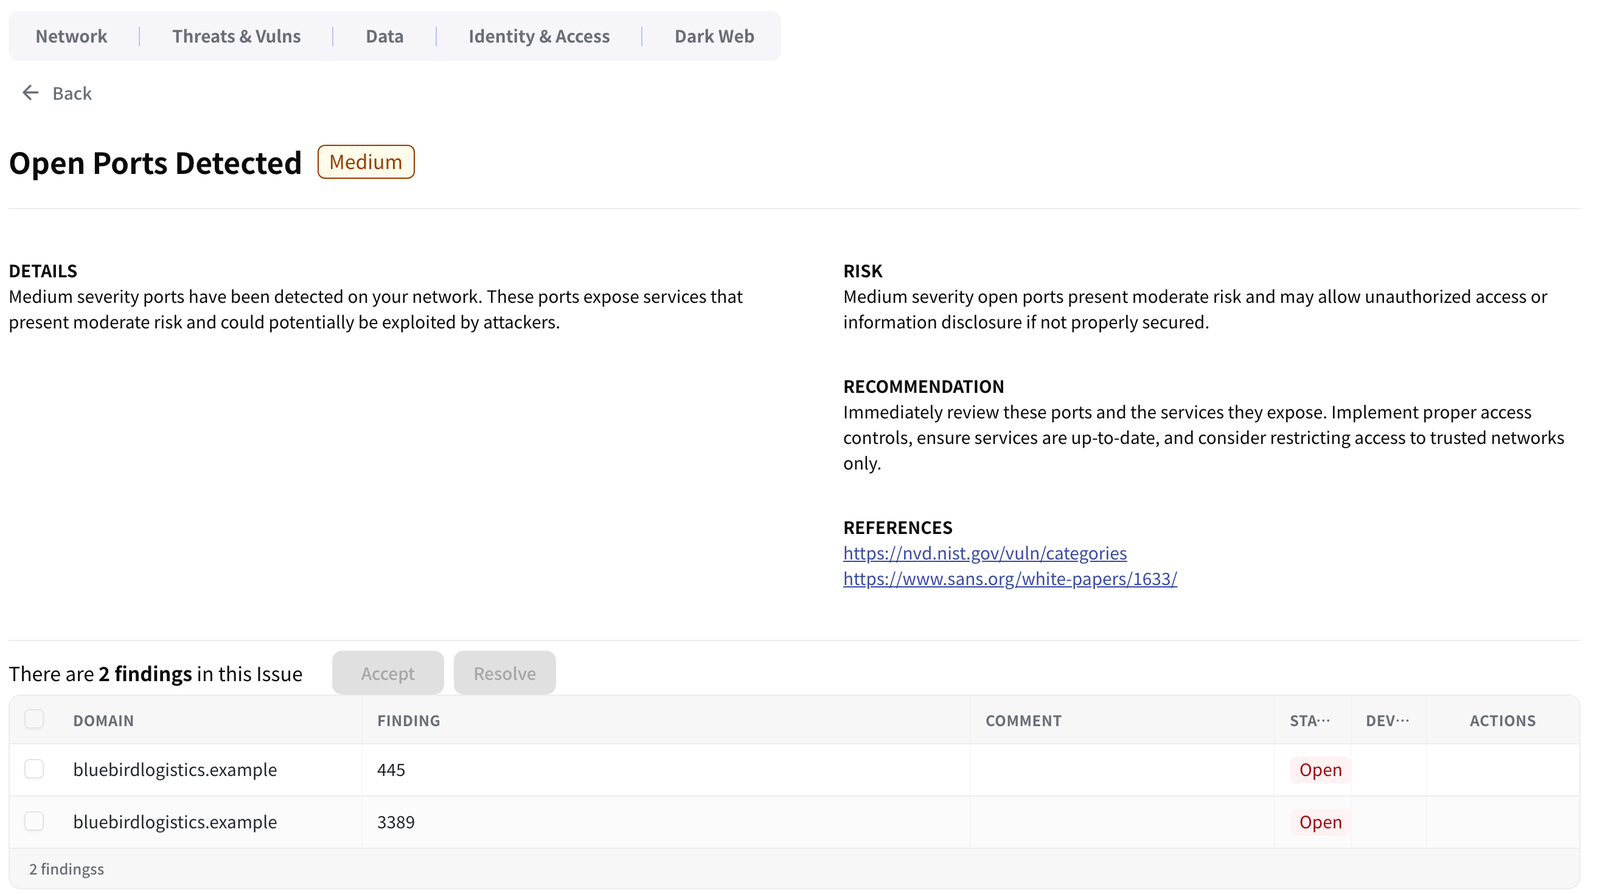 Network Threats & Vulns Data Identity & Access Dark Web
Back
Open Ports Detected Medium
DETAILS
Medium severity ports have been detected on your network. These ports expose services that
present moderate risk and could potentially be exploited by attackers.
RISK
Medium severity open ports present moderate risk and may allow unauthorized access or
information disclosure if not properly secured.
RECOMMENDATION
Immediately review these ports and the services they expose. Implement proper access
controls, ensure services are up-to-date, and consider restricting access to trusted networks
only.
REFERENCES
https://nvd.nist.gov/vuln/categories
https://www.sans.org/white-papers/1633/
There are 2 findings in this Issue Accept Resolve
DOMAIN FINDING COMMENT STA··· DEV··· ACTIONS
bluebirdlogistics.example 445 Open
bluebirdlogistics.example 3389 Open
2 findingss